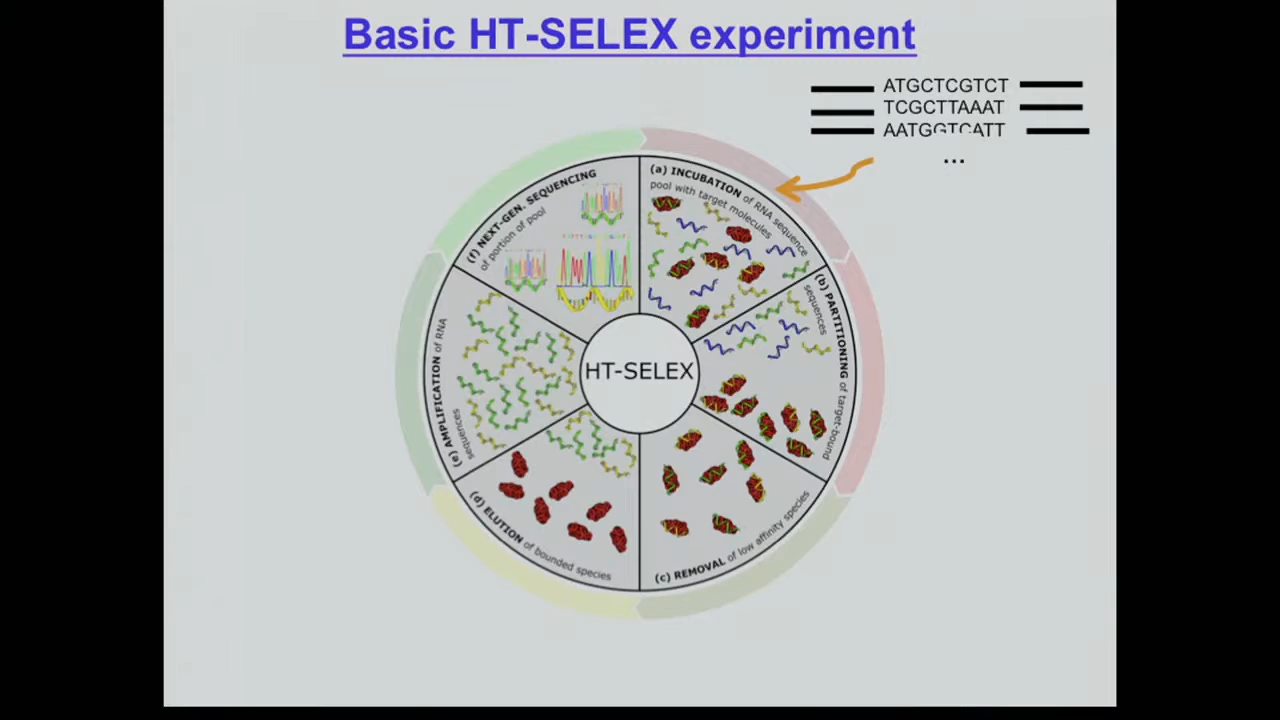 Basic HT-SELEX experiment
ATGCTCGTCT
TCGCTTAAAT
AATGGTCATT
...
(a) INCUBATION of RNA sequence
pool with target molecules
(b) PARTITIONING of target-bound
sequences
(c) REMOVAL of low affinity species
(d) ELUTION of bounded species
(e) AMPLIFICATION of RNA
sequences
(f) NEXT-GEN. SEQUENCING
of portion of pool
HT-SELEX